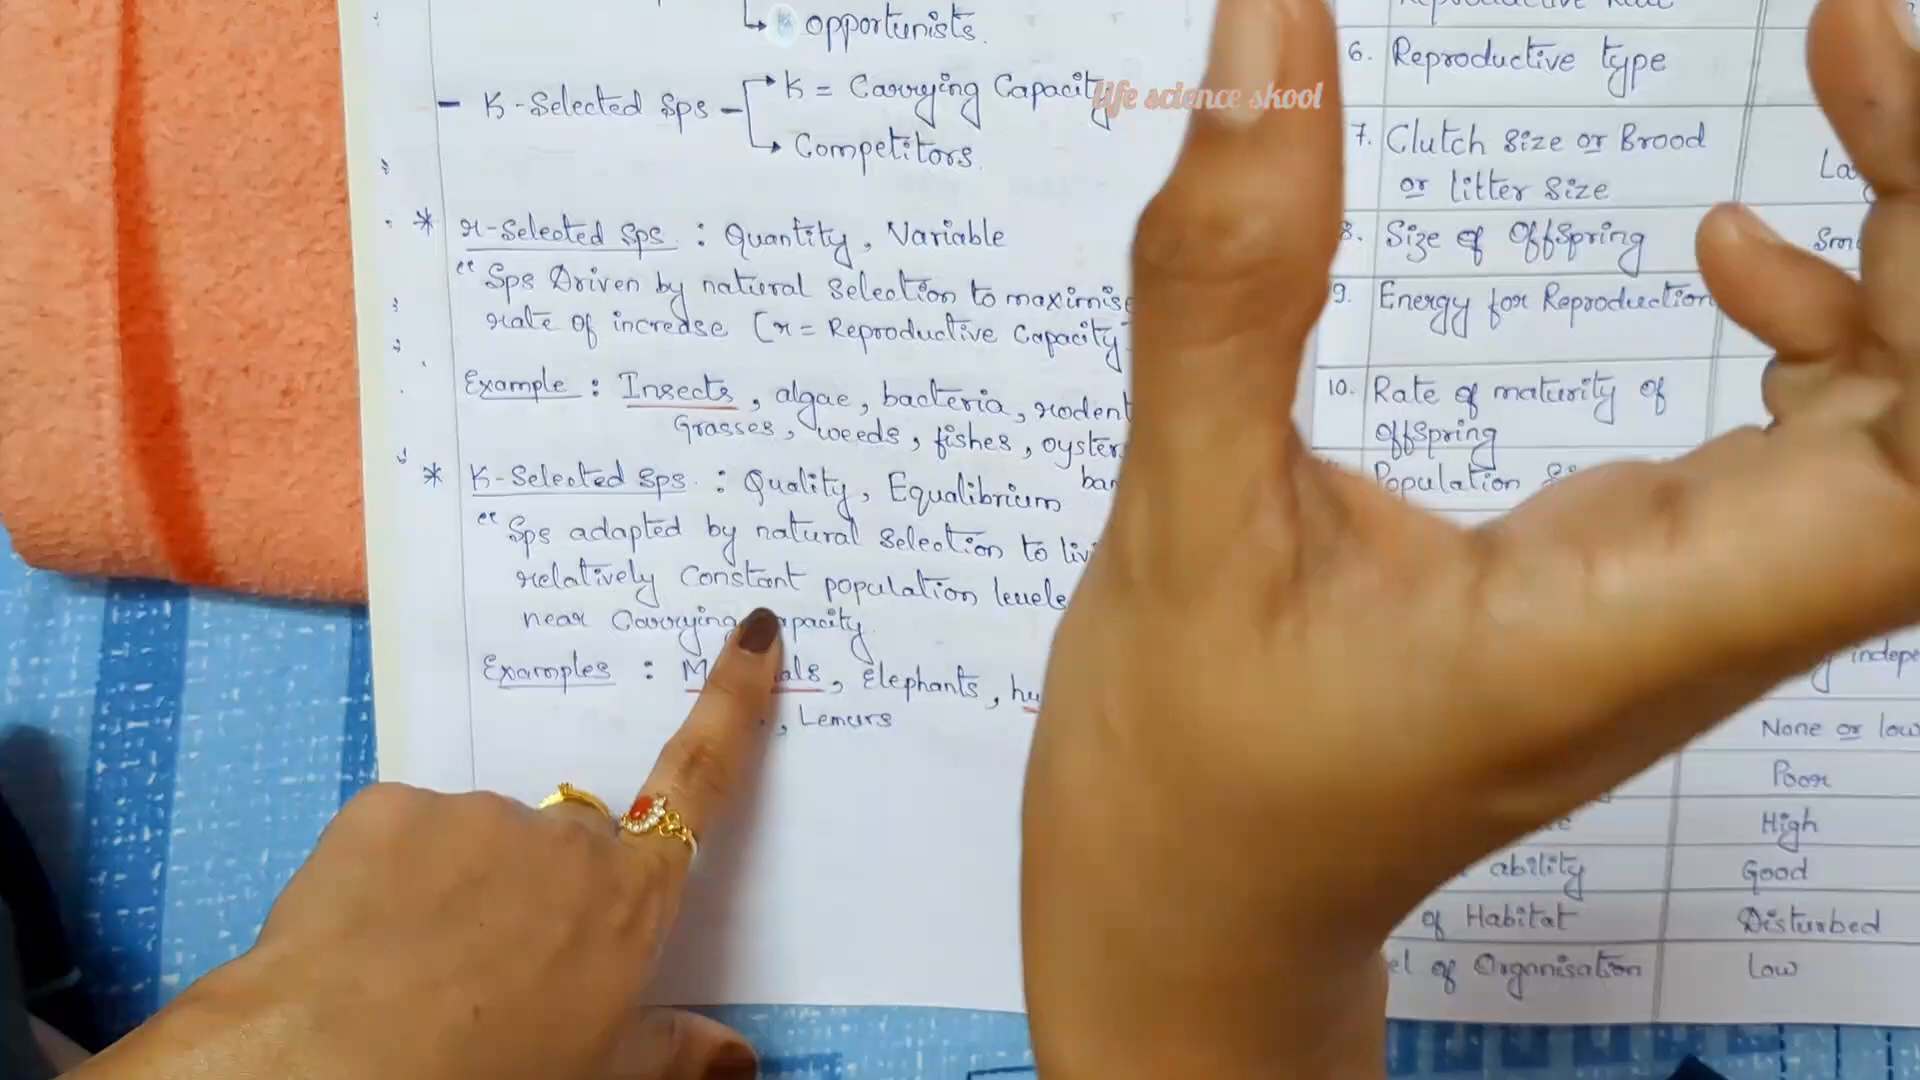 opportunists.
- K-Selected Sps - K = Carrying Capacity
Competitors.
* r-Selected Sps : Quantity, Variable
"Sps Driven by natural Selection to maximise
rate of increase [r = Reproductive Capacity
Example : Insects, algae, bacteria, rodent
Grasses, weeds, fishes, oyster
* K-Selected Sps : Quality, Equalibrium
"Sps adapted by natural Selection to
relatively Constant population levels
near Carrying
Examples : , Elephants,
, Lemurs
life science skool
6. Reproductive type
7. Clutch Size or Brood
or litter Size
8. Size of Offspring
9. Energy for Reproduction
10. Rate of maturity of
offspring
Population
None or low
Poor
High
ability Good
of Habitat Disturbed
of Organisation low